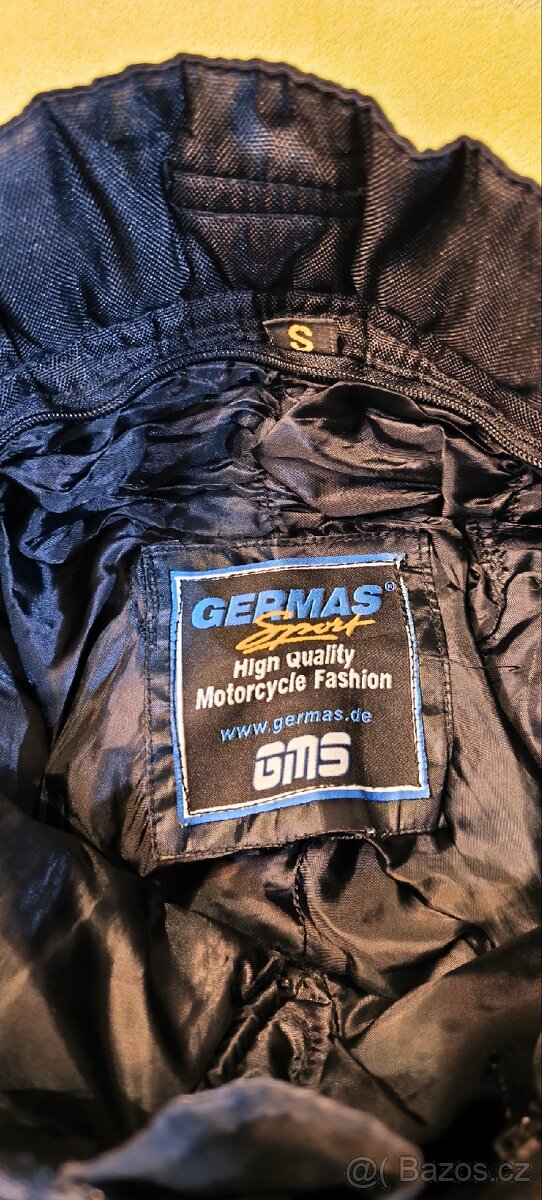 S
GERMAS®
Sport
High Quality
Motorcycle Fashion
www.germas.de
GMS
@( Bazos.cz